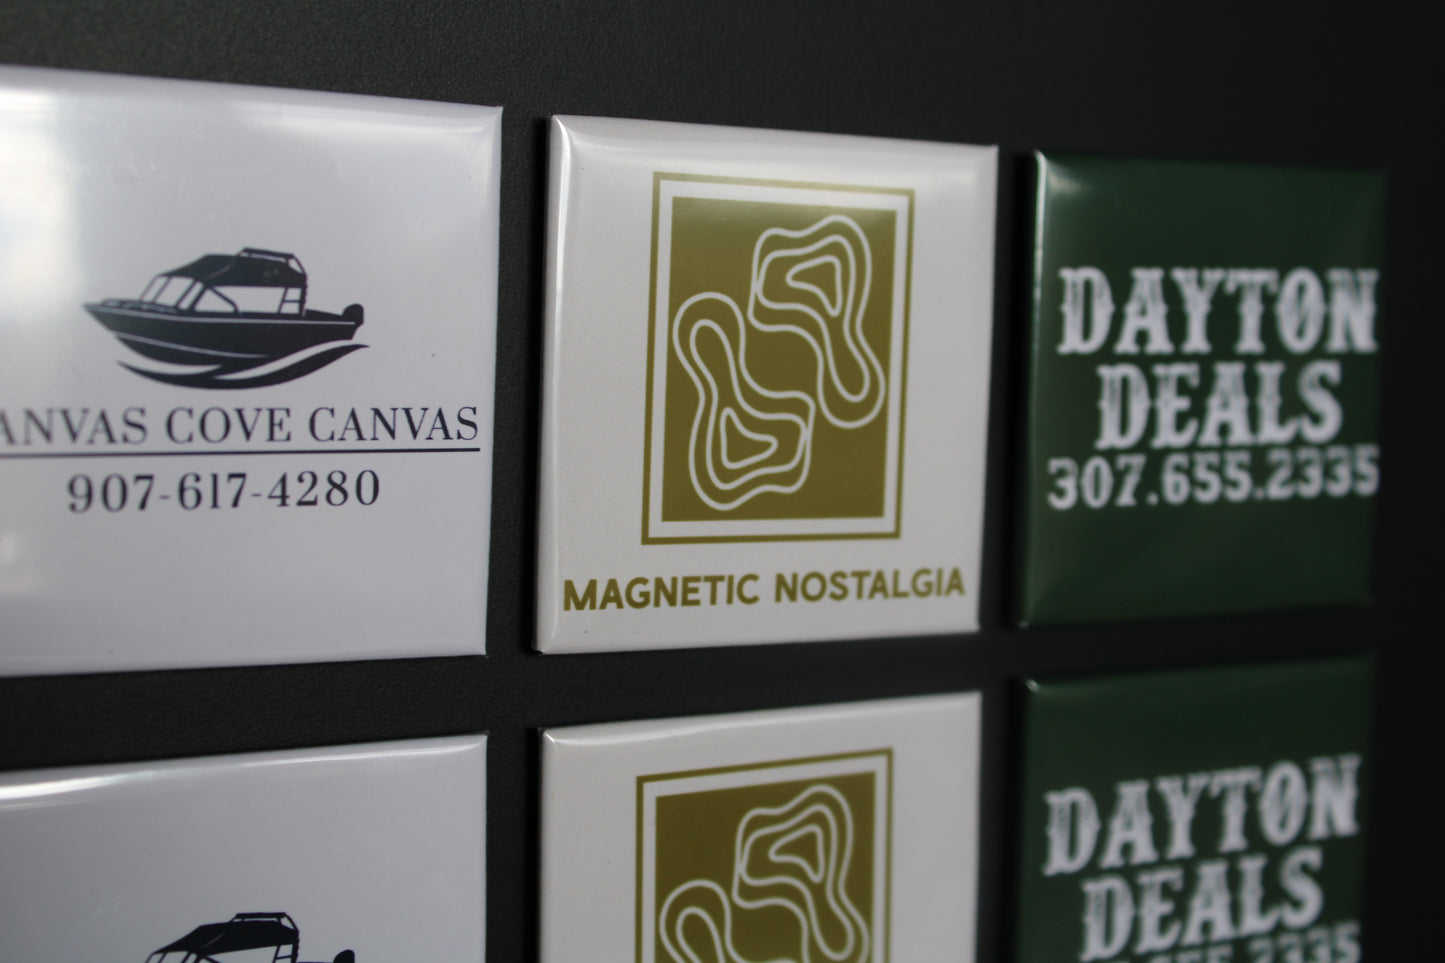 ANVAS COVE CANVAS
907-617-4280
MAGNETIC NOSTALGIA
DAYTON
DEALS
307.655.2335
DAYTON
DEALS